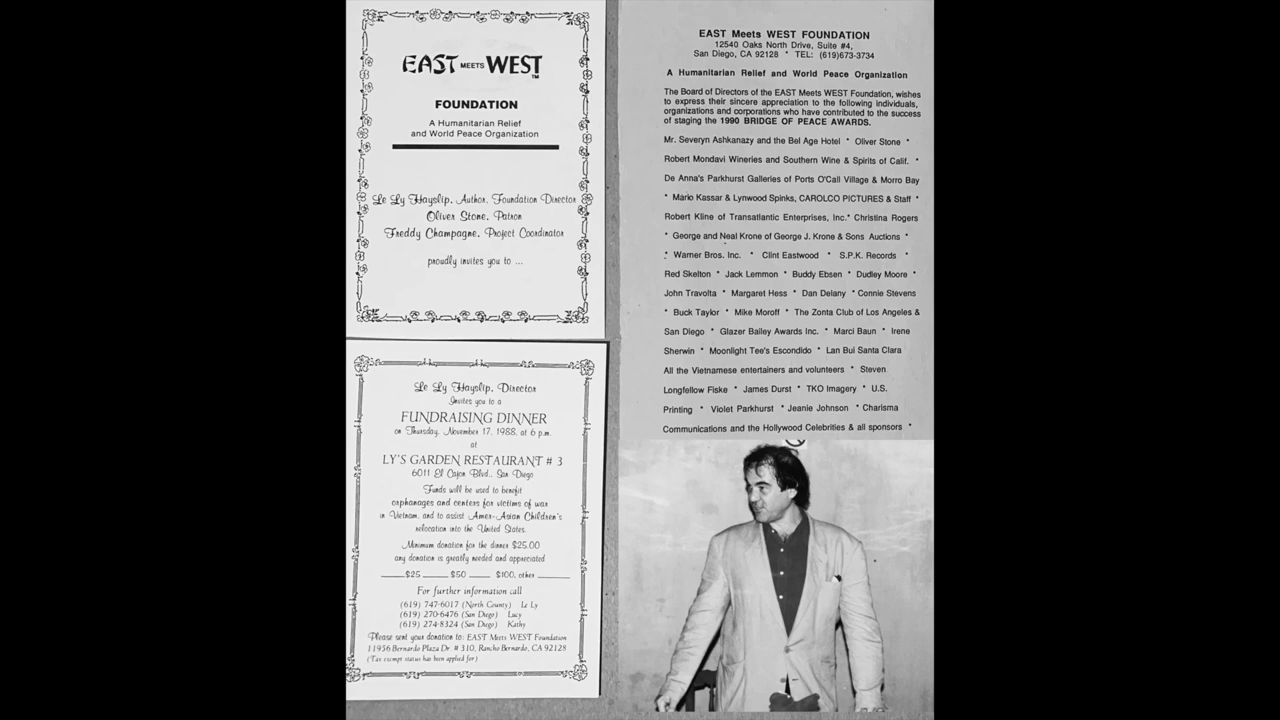 EAST MEETS WEST TM
FOUNDATION
A Humanitarian Relief
and World Peace Organization
Le Ly Hayslip, Author, Foundation Director
Oliver Stone, Patron
Freddy Champagne, Project Coordinator
proudly invites you to ...
Le Ly Hayslip, Director
Invites you to a
FUNDRAISING DINNER
on Thursday, November 17, 1988, at 6 p.m.
at
LY'S GARDEN RESTAURANT # 3
6011 El Cajon Blvd., San Diego
Funds will be used to benefit
orphanages and centers for victims of war
in Vietnam, and to assist Amer-Asian Children's
relocation into the United States.
Minimum donation for the dinner $25.00
any donation is greatly needed and appreciated
____$25 ____ $50 ____ $100, other ______
For further information call
(619) 747-6017 (North County) Le Ly
(619) 270-6476 (San Diego) Lucy
(619) 274-8324 (San Diego) Kathy
Please sent your donation to: EAST Meets WEST Foundation
11956 Bernardo Plaza Dr. # 310, Rancho Bernardo, CA 92128
(Tax exempt status has been applied for)
EAST Meets WEST FOUNDATION
12540 Oaks North Drive, Suite #4,
San Diego, CA 92128 * TEL: (619)673-3734
A Humanitarian Relief and World Peace Organization
The Board of Directors of the EAST Meets WEST Foundation, wishes
to express their sincere appreciation to the following individuals,
organizations and corporations who have contributed to the success
of staging the 1990 BRIDGE OF PEACE AWARDS.
Mr. Severyn Ashkanazy and the Bel Age Hotel * Oliver Stone *
Robert Mondavi Wineries and Southern Wine & Spirits of Calif. *
De Anna's Parkhurst Galleries of Ports O'Call Village & Morro Bay
* Mario Kassar & Lynwood Spinks, CAROLCO PICTURES & Staff *
Robert Kline of Transatlantic Enterprises, Inc.* Christina Rogers
* George and Neal Krone of George J. Krone & Sons Auctions *
* Warner Bros. Inc. * Clint Eastwood * S.P.K. Records *
Red Skelton * Jack Lemmon * Buddy Ebsen * Dudley Moore *
John Travolta * Margaret Hess * Dan Delany * Connie Stevens
* Buck Taylor * Mike Moroff * The Zonta Club of Los Angeles &
San Diego * Glazer Bailey Awards Inc. * Marci Baun * Irene
Sherwin * Moonlight Tee's Escondido * Lan Bui Santa Clara
All the Vietnamese entertainers and volunteers * Steven
Longfellow Fiske * James Durst * TKO Imagery * U.S.
Printing * Violet Parkhurst * Jeanie Johnson * Charisma
Communications and the Hollywood Celebrities & all sponsors *